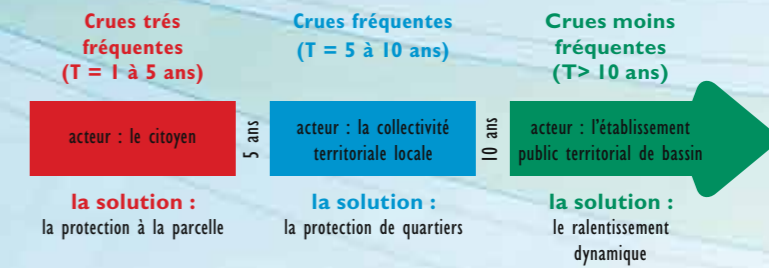 Crues trés
fréquentes
(T = 1 à 5 ans)
acteur : le citoyen
la solution :
la protection à la parcelle
5 ans
Crues fréquentes
(T = 5 à 10 ans)
acteur : la collectivité
territoriale locale
la solution :
la protection de quartiers
10 ans
Crues moins
fréquentes
(T> 10 ans)
acteur : l'établissement
public territorial de bassin
la solution :
le ralentissement
dynamique